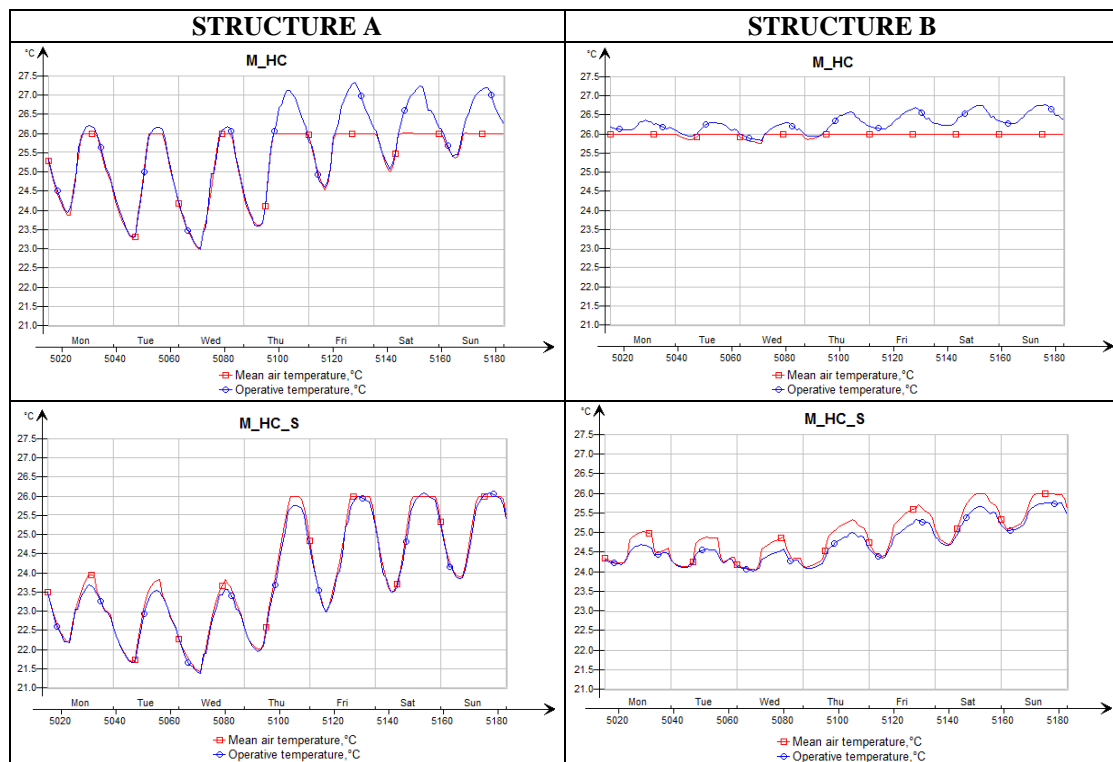 STRUCTURE A
STRUCTURE B
°C
M_HC
27.5
27.0
26.5
26.0
25.5
25.0
24.5
24.0
23.5
23.0
22.5
22.0
21.5
21.0
Mon Tue Wed Thu Fri Sat Sun
5020 5040 5060 5080 5100 5120 5140 5160 5180
Mean air temperature,°C
Operative temperature,°C
°C
M_HC
27.5
27.0
26.5
26.0
25.5
25.0
24.5
24.0
23.5
23.0
22.5
22.0
21.5
21.0
Mon Tue Wed Thu Fri Sat Sun
5020 5040 5060 5080 5100 5120 5140 5160 5180
Mean air temperature,°C
Operative temperature,°C
°C
M_HC_S
27.5
27.0
26.5
26.0
25.5
25.0
24.5
24.0
23.5
23.0
22.5
22.0
21.5
21.0
Mon Tue Wed Thu Fri Sat Sun
5020 5040 5060 5080 5100 5120 5140 5160 5180
Mean air temperature,°C
Operative temperature,°C
°C
M_HC_S
27.5
27.0
26.5
26.0
25.5
25.0
24.5
24.0
23.5
23.0
22.5
22.0
21.5
21.0
Mon Tue Wed Thu Fri Sat Sun
5020 5040 5060 5080 5100 5120 5140 5160 5180
Mean air temperature,°C
Operative temperature,°C